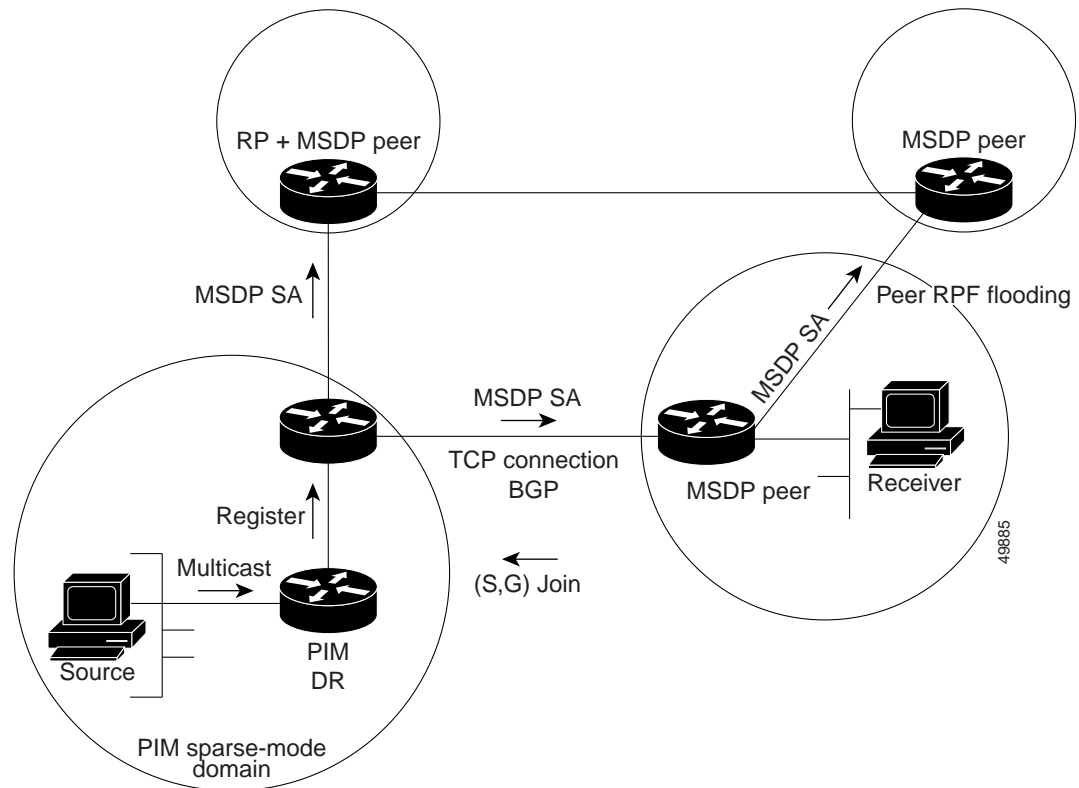 RP + MSDP peer
MSDP peer
MSDP SA
Peer RPF flooding
MSDP SA
MSDP SA
TCP connection
BGP
MSDP peer
Receiver
Register
49885
Multicast
(S,G) Join
Source
PIM
DR
PIM sparse-mode
domain